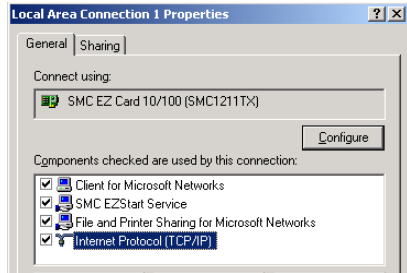 Local Area Connection 1 Properties
General Sharing
Connect using:
SMC EZ Card 10/100 (SMC1211TX)
Configure
Components checked are used by this connection:
Client for Microsoft Networks
SMC EZStart Service
File and Printer Sharing for Microsoft Networks
Internet Protocol (TCP/IP)